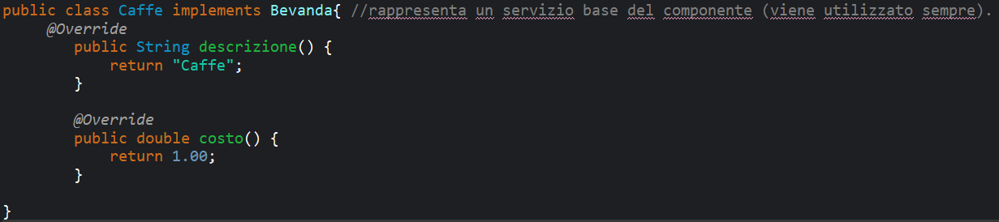 public class Caffe implements Bevanda{ //rappresenta un servizio base del componente (viene utilizzato sempre).
@Override
public String descrizione() {
return "Caffe";
}
@Override
public double costo() {
return 1.00;
}
}